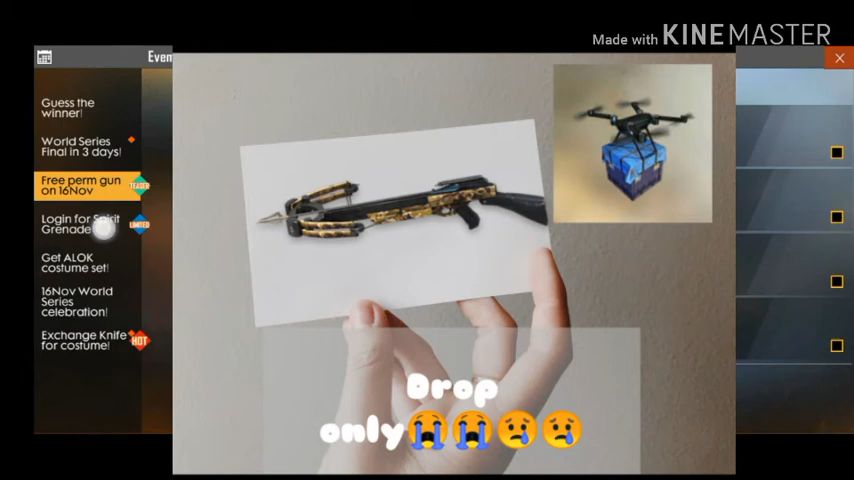 Made with KINEMASTER
Even
Guess the
winner!
World Series
Final in 3 days!
Free perm gun
on 16Nov
TEASER
Login for Spirit
Grenade
LIMITED
Get ALOK
costume set!
16Nov World
Series
celebration!
Exchange Knife
for costume!
HOT
Drop
only😭😭😢😢